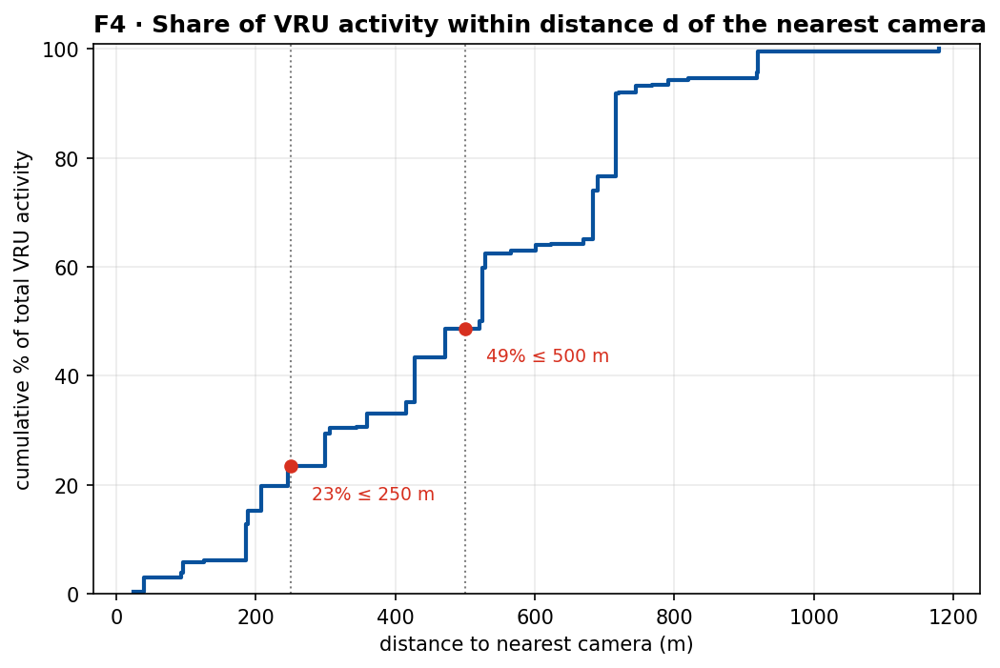 F4 · Share of VRU activity within distance d of the nearest camera
cumulative % of total VRU activity
100
80
60
40
20
0
49% ≤ 500 m
23% ≤ 250 m
0 200 400 600 800 1000 1200
distance to nearest camera (m)